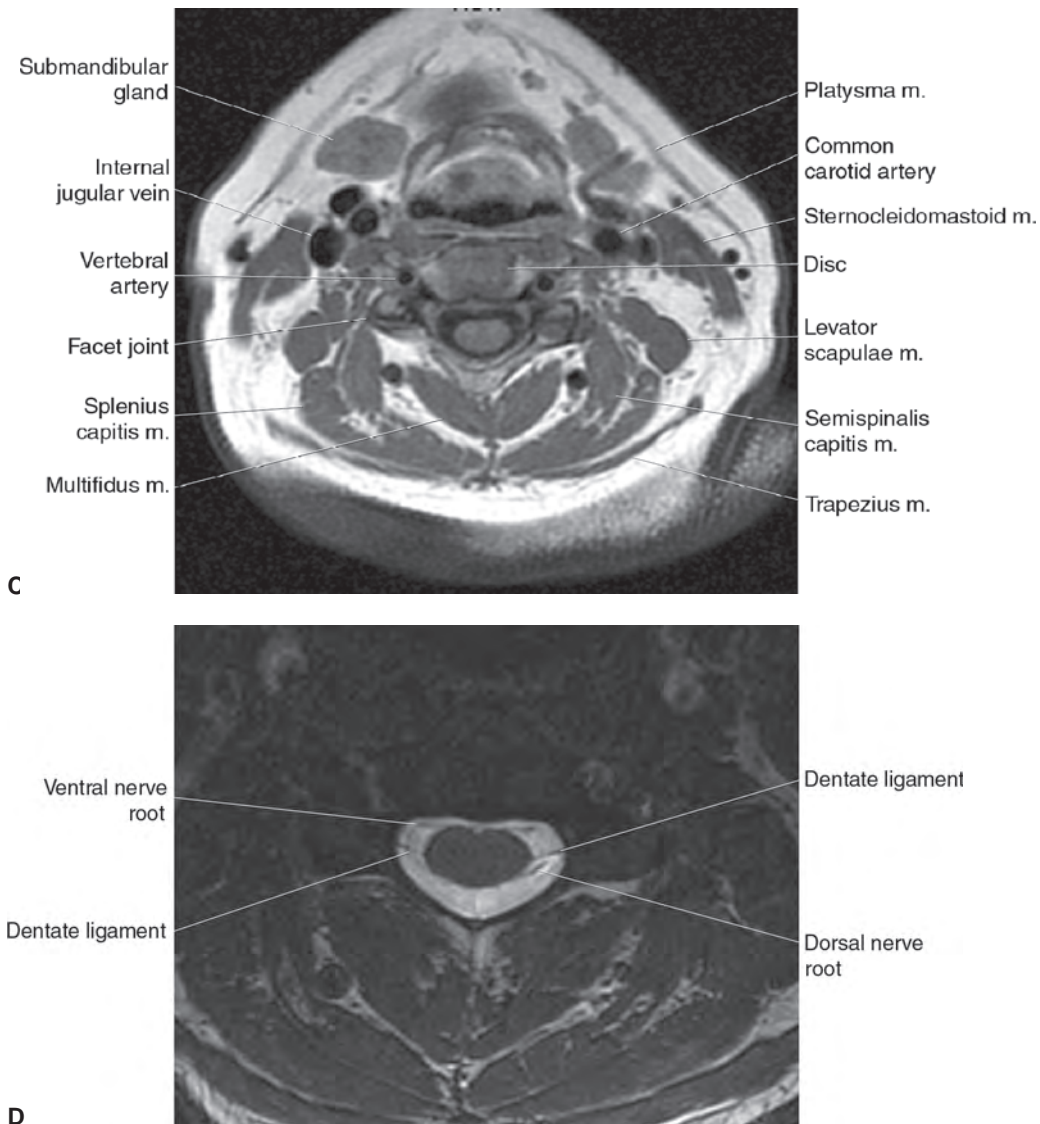 Submandibular
gland
Internal
jugular vein
Vertebral
artery
Facet joint
Splenius
capitis m.
Multifidus m.
Platysma m.
Common
carotid artery
Sternocleidomastoid m.
Disc
Levator
scapulae m.
Semispinalis
capitis m.
Trapezius m.
C
Ventral nerve
root
Dentate ligament
Dentate ligament
Dorsal nerve
root
D